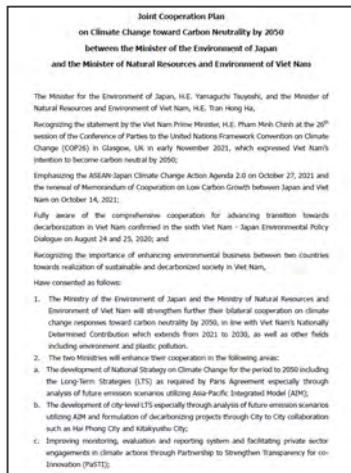 Joint Cooperation Plan
on Climate Change toward Carbon Neutrality by 2050
between the Minister of the Environment of Japan
and the Minister of Natural Resources and Environment of Viet Nam
The Minister for the Environment of Japan, H.E. Yamaguchi Tsuyoshi, and the Minister of
Natural Resources and Environment of Viet Nam, H.E. Tran Hong Ha,
Recognizing the statement by the Viet Nam Prime Minister, H.E. Pham Minh Chinh at the 26th
session of the Conference of Parties to the United Nations Framework Convention on Climate
Change (COP26) in Glasgow, UK in early November 2021, which expressed Viet Nam's
intention to become carbon neutral by 2050;
Emphasizing the ASEAN-Japan Climate Change Action Agenda 2.0 on October 27, 2021 and
the renewal of Memorandum of Cooperation on Low Carbon Growth between Japan and Viet
Nam on October 14, 2021;
Fully aware of the comprehensive cooperation for advancing transition towards
decarbonization in Viet Nam confirmed in the sixth Viet Nam - Japan Environmental Policy
Dialogue on August 24 and 25, 2020; and
Recognizing the importance of enhancing environmental business between two countries
towards realization of sustainable and decarbonized society in Viet Nam,
Have consented as follows:
1. The Ministry of the Environment of Japan and the Ministry of Natural Resources and
Environment of Viet Nam will strengthen further their bilateral cooperation on climate
change responses toward carbon neutrality by 2050, in line with Viet Nam's Nationally
Determined Contribution which extends from 2021 to 2030, as well as other fields
including environment and plastic pollution.
2. The two Ministries will enhance their cooperation in the following areas:
a. The development of National Strategy on Climate Change for the period to 2050 including
the Long-Term Strategies (LTS) as required by Paris Agreement especially through
analysis of future emission scenarios utilizing Asia-Pacific Integrated Model (AIM);
b. The development of city-level LTS especially through analysis of future emission scenarios
utilizing AIM and formulation of decarbonizing projects through City to City collaboration
such as Hai Phong City and Kitakyushu City;
c. Improving monitoring, evaluation and reporting system and facilitating private sector
engagements in climate actions through Partnership to Strengthen Transparency for co-
Innovation (PaSTI);